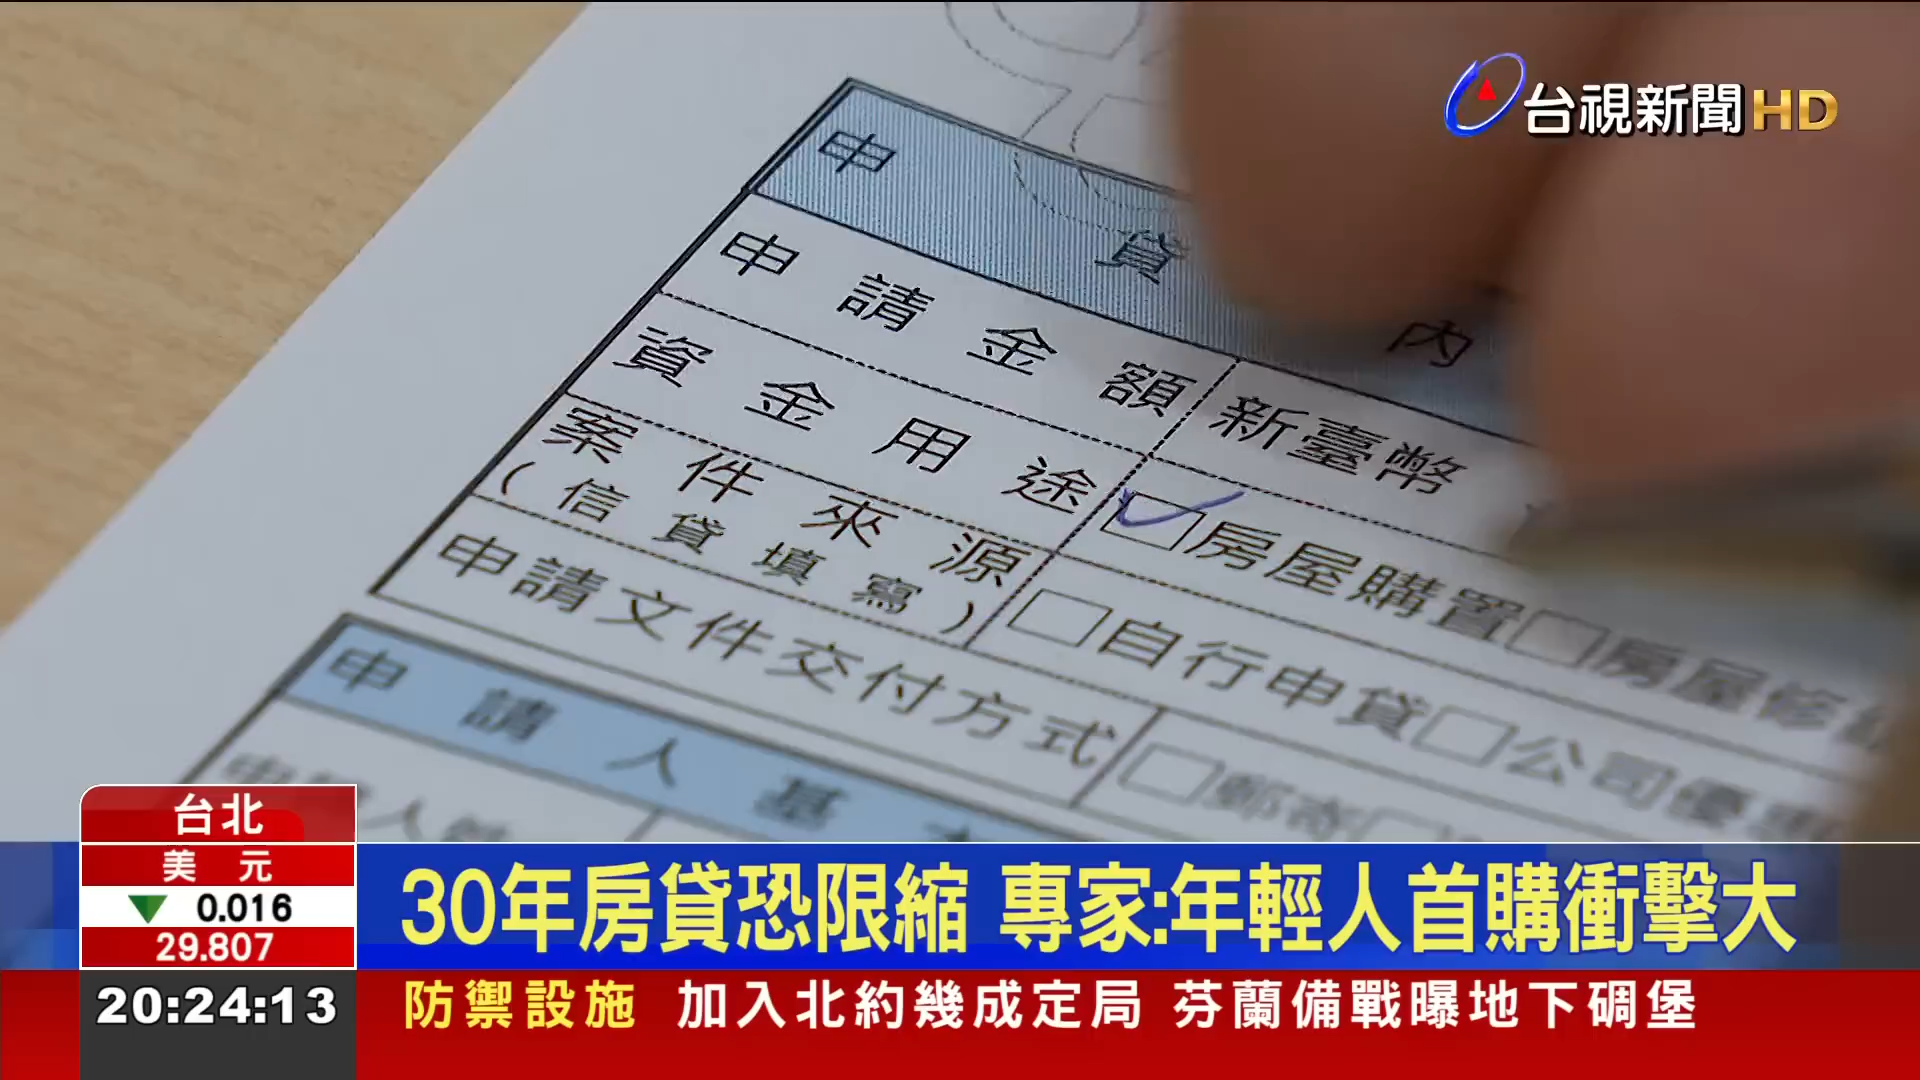 台視新聞HD
申 貸 內
申請金額 新臺幣
資金用途 房屋購置 房屋修
案件來源 自行申貸 公司優惠
(信貸填寫)
申請文件交付方式 郵寄
申請人基
台北
美元
0.016
29.807
30年房貸恐限縮 專家:年輕人首購衝擊大
20:24:13
防禦設施 加入北約幾成定局 芬蘭備戰曝地下碉堡